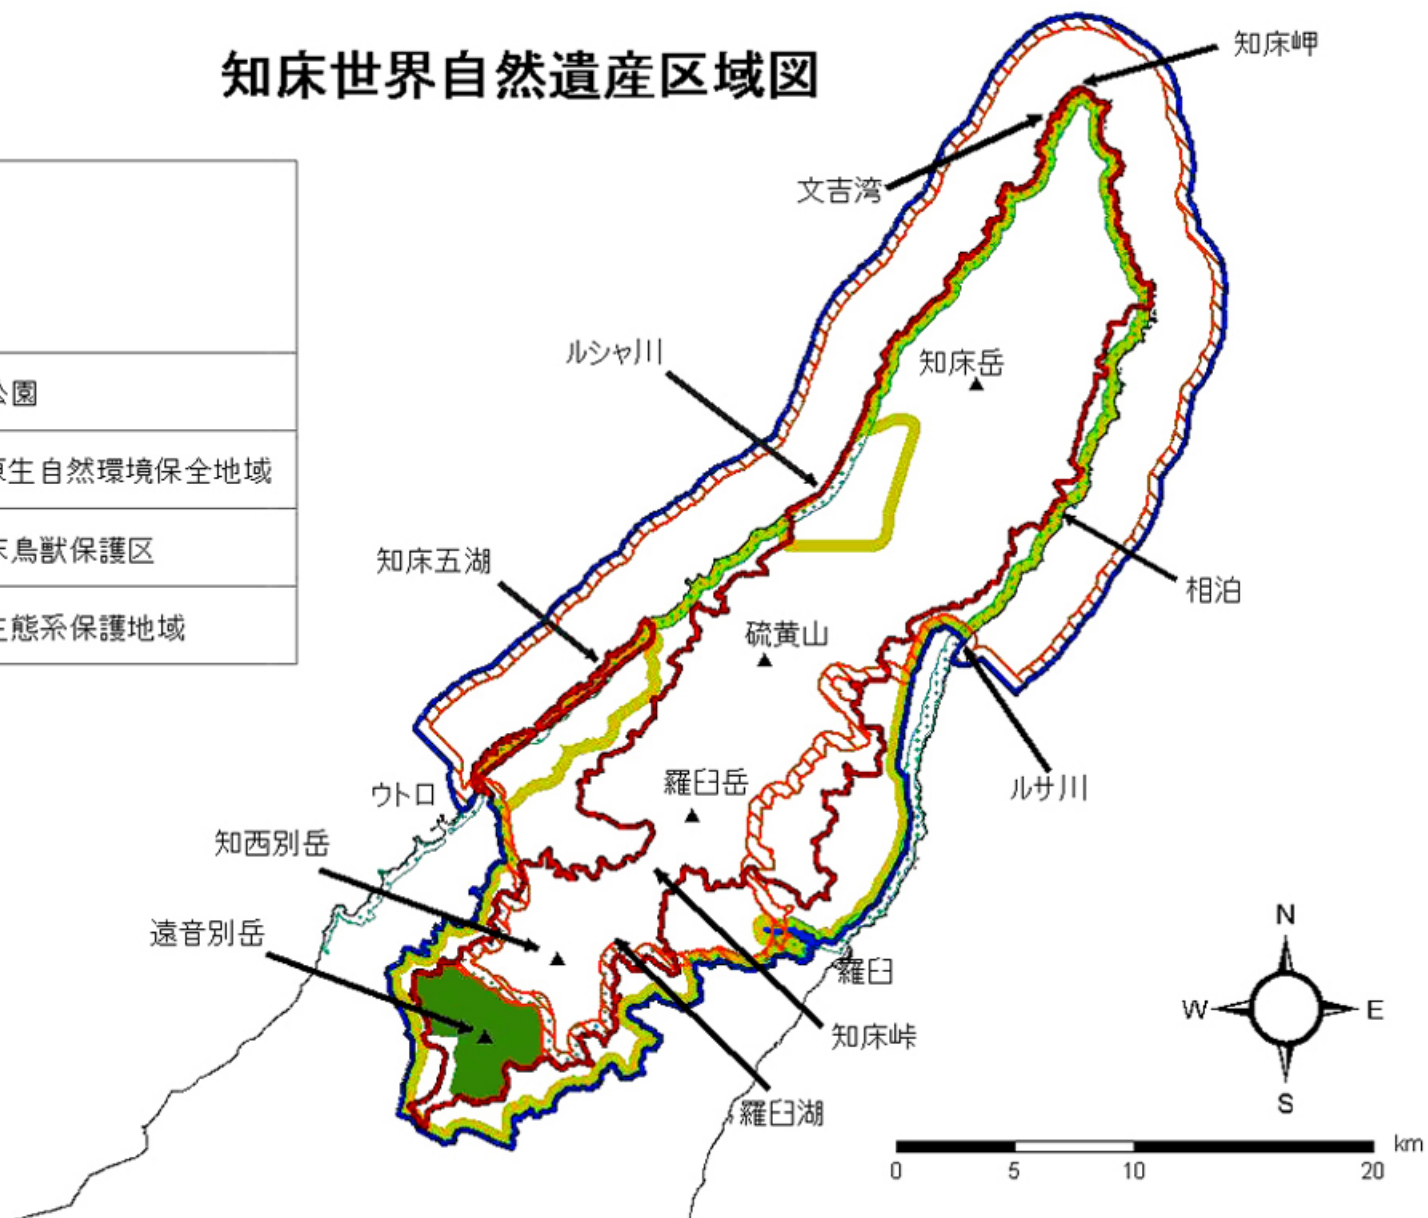 知床世界自然遺産区域図
知床岬
文吉湾
ルシャ川
知床岳
公園
原生自然環境保全地域
床鳥獣保護区
生態系保護地域
知床五湖
相泊
硫黄山
ルサ川
ウトロ
羅臼岳
知西別岳
遠音別岳
羅臼
知床峠
羅臼湖
N
W
E
S
km
0 5 10 20